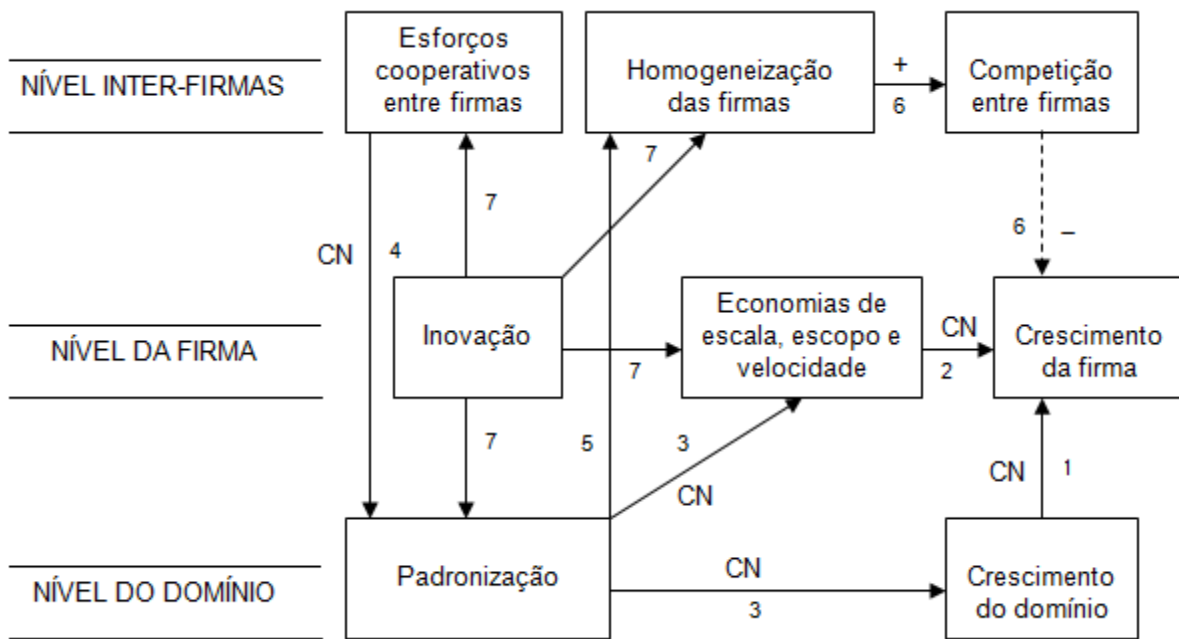 NÍVEL INTER-FIRMAS
Esforços
cooperativos
entre firmas
Homogeneização
das firmas
+
6
Competição
entre firmas
7
7
CN
4
6
–
NÍVEL DA FIRMA
Inovação
7
Economias de
escala, escopo e
velocidade
CN
2
Crescimento
da firma
7
5
3
CN
CN
1
NÍVEL DO DOMÍNIO
Padronização
CN
3
Crescimento
do domínio